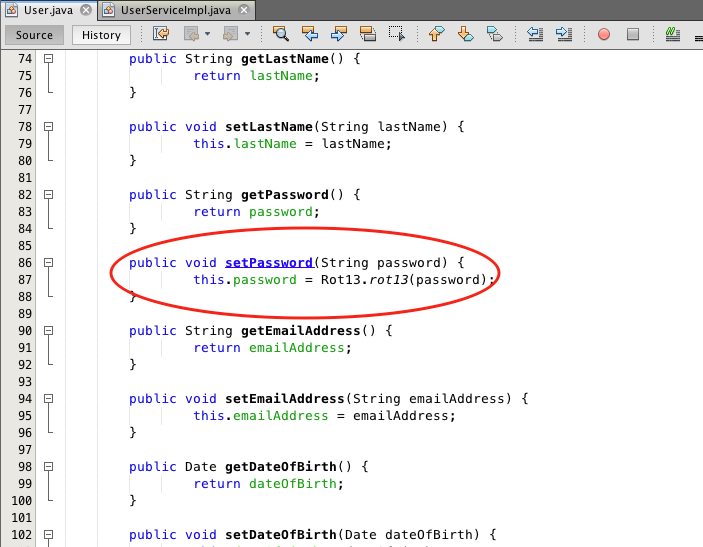 User.java UserServiceImpl.java
Source History
74 public String getLastName() {
75 return lastName;
76 }
77
78 public void setLastName(String lastName) {
79 this.lastName = lastName;
80 }
81
82 public String getPassword() {
83 return password;
84 }
85
86 public void setPassword(String password) {
87 this.password = Rot13.rot13(password);
88 }
89
90 public String getEmailAddress() {
91 return emailAddress;
92 }
93
94 public void setEmailAddress(String emailAddress) {
95 this.emailAddress = emailAddress;
96 }
97
98 public Date getDateOfBirth() {
99 return dateOfBirth;
100 }
101
102 public void setDateOfBirth(Date dateOfBirth) {